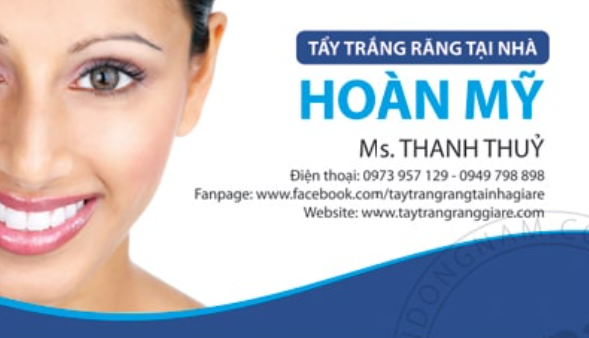 TẨY TRẮNG RĂNG TẠI NHÀ
HOÀN MỸ
Ms. THANH THUỶ
Điện thoại: 0973 957 129 - 0949 798 898
Fanpage: www.facebook.com/taytrangrangtainhagiare
Website: www.taytrangranggiare.com